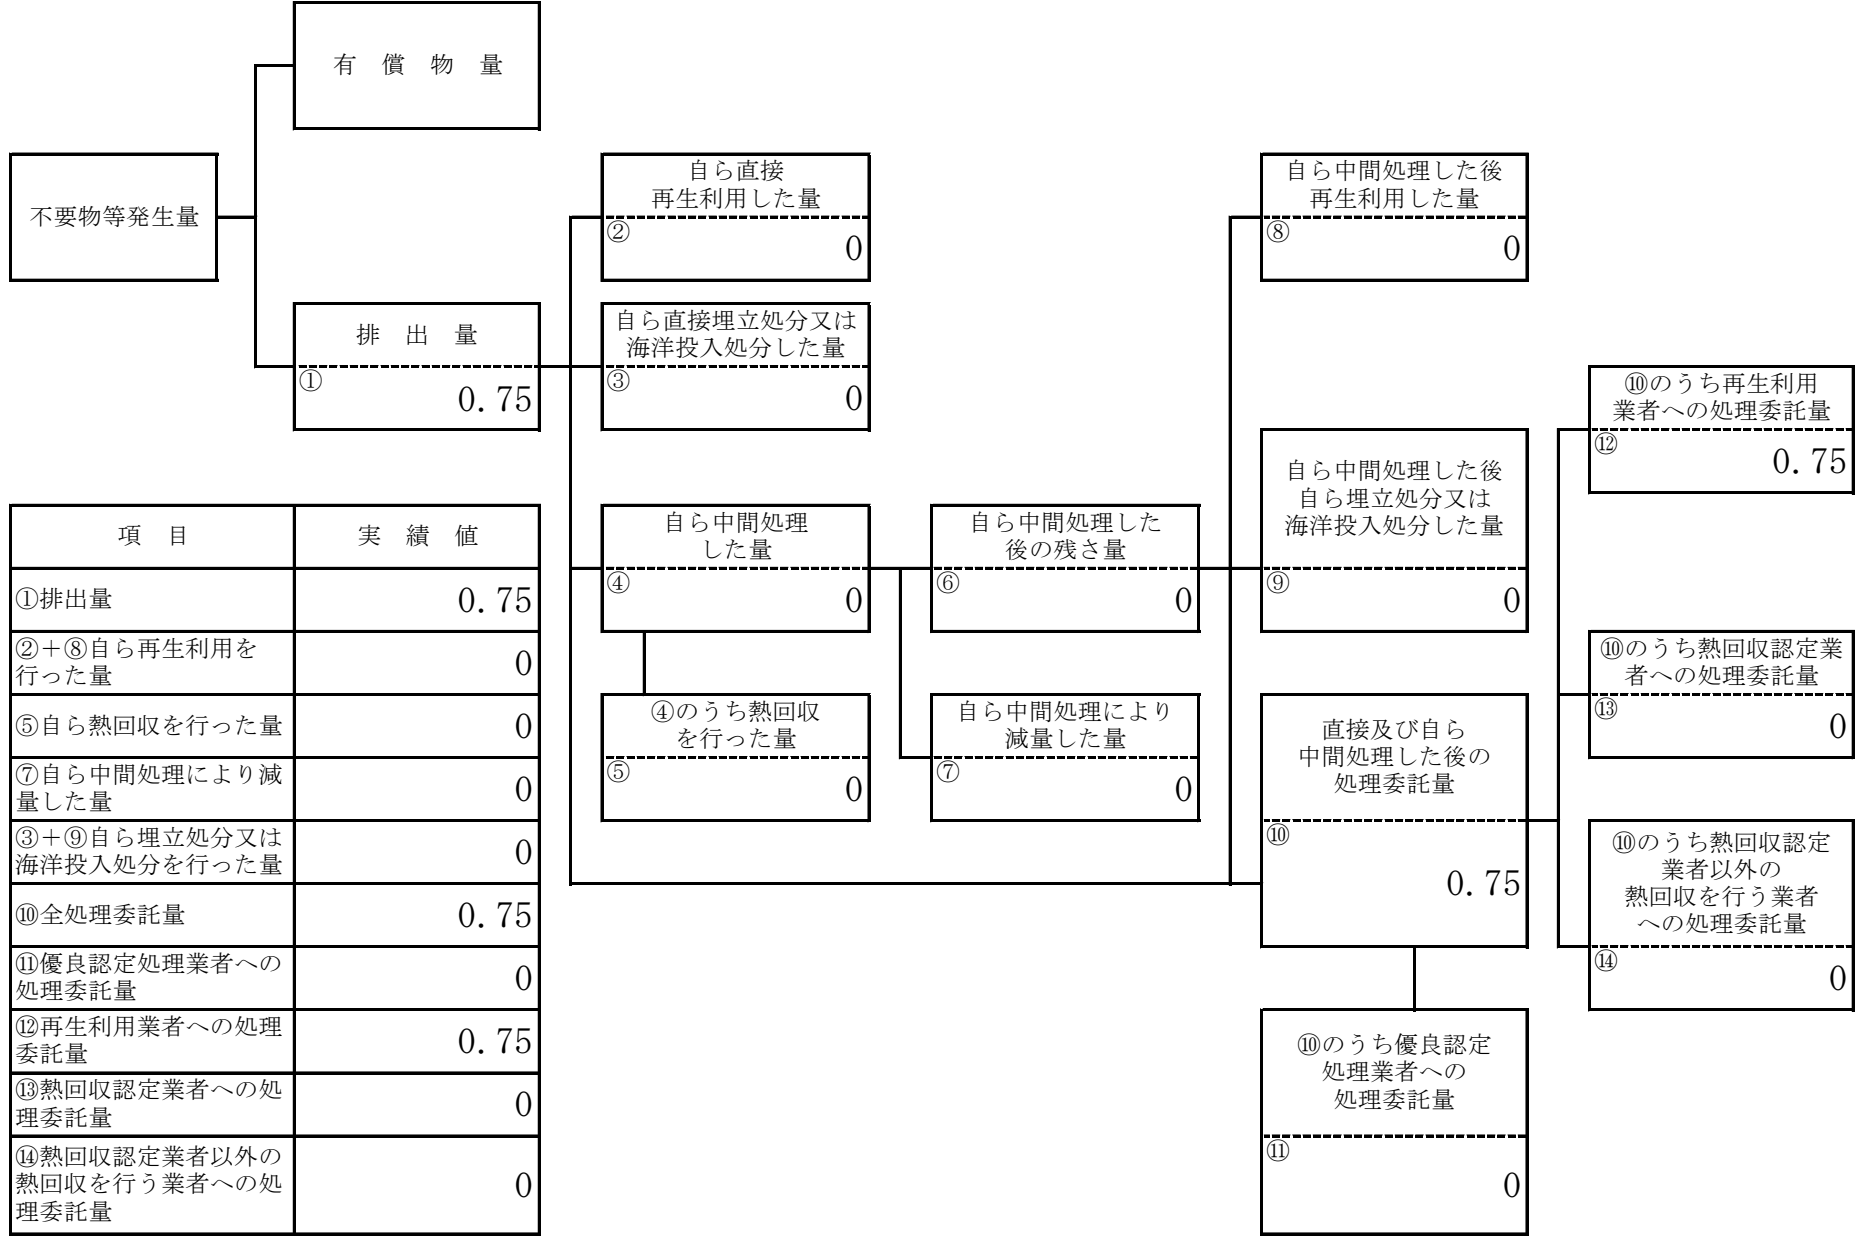 有　償　物　量
不要物等発生量
排　出　量
①
0.75
自ら直接
再生利用した量
②
0
自ら直接埋立処分又は
海洋投入処分した量
③
0
自ら中間処理
した量
④
0
④のうち熱回収
を行った量
⑤
0
自ら中間処理した
後の残さ量
⑥
0
自ら中間処理により
減量した量
⑦
0
自ら中間処理した後
再生利用した量
⑧
0
自ら中間処理した後
自ら埋立処分又は
海洋投入処分した量
⑨
0
直接及び自ら
中間処理した後の
処理委託量
⑩
0.75
⑩のうち優良認定
処理業者への
処理委託量
⑪
0
⑩のうち再生利用
業者への処理委託量
⑫
0.75
⑩のうち熱回収認定業
者への処理委託量
⑬
0
⑩のうち熱回収認定
業者以外の
熱回収を行う業者
への処理委託量
⑭
0
項　目
実　績　値
①排出量
0.75
②＋⑧自ら再生利用を
行った量
0
⑤自ら熱回収を行った量
0
⑦自ら中間処理により減
量した量
0
③＋⑨自ら埋立処分又は
海洋投入処分を行った量
0
⑩全処理委託量
0.75
⑪優良認定処理業者への
処理委託量
0
⑫再生利用業者への処理
委託量
0.75
⑬熱回収認定業者への処
理委託量
0
⑭熱回収認定業者以外の
熱回収を行う業者への処
理委託量
0